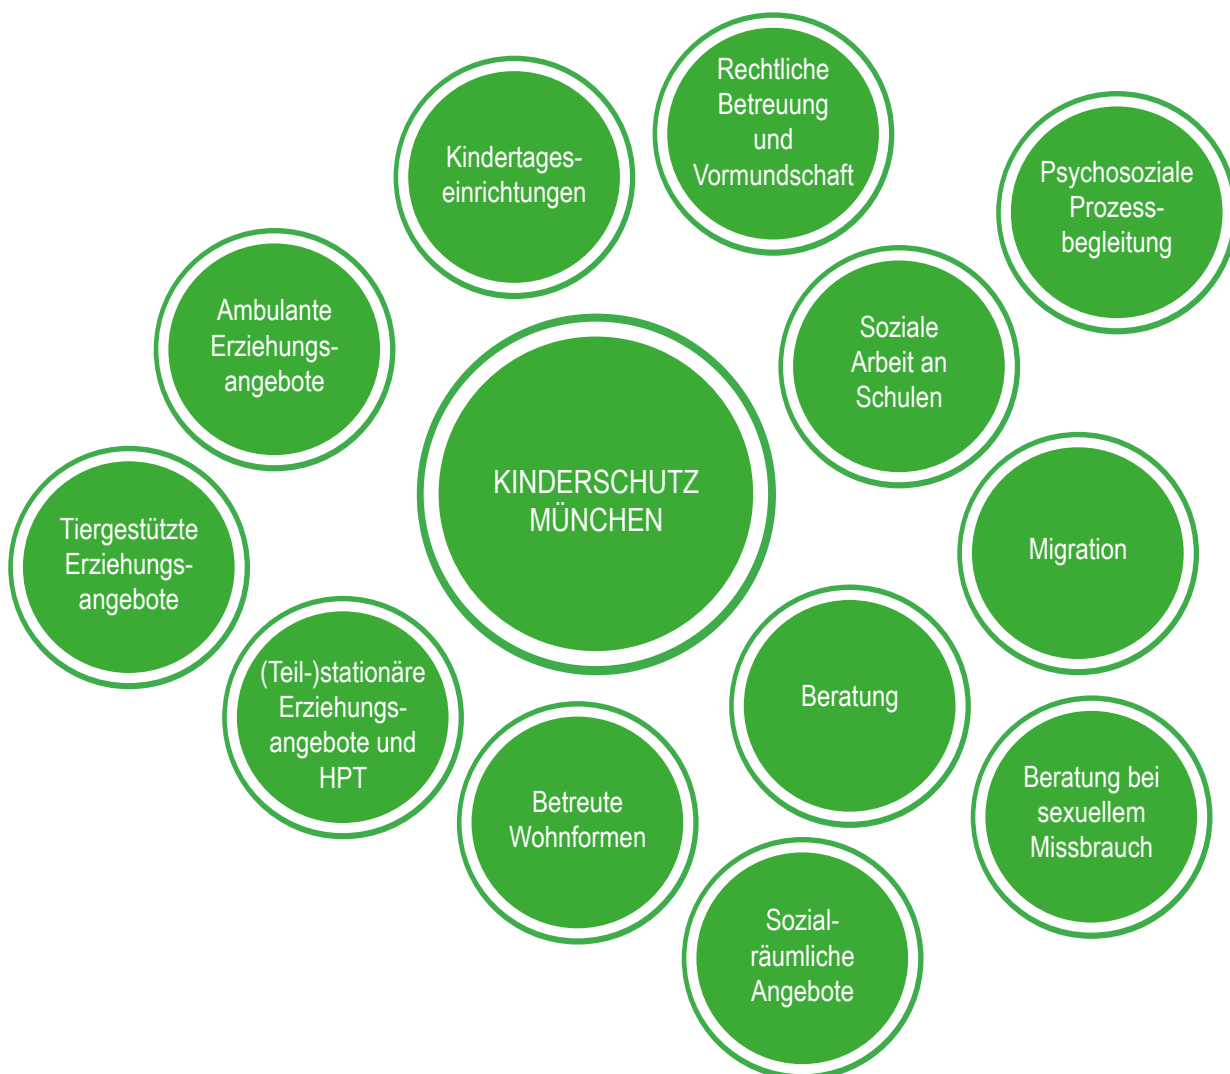 Rechtliche
Betreuung
und
Vormundschaft
Kindertages-
einrichtungen
Psychosoziale
Prozess-
begleitung
Ambulante
Erziehungs-
angebote
Soziale
Arbeit an
Schulen
KINDERSCHUTZ
MÜNCHEN
Tiergestützte
Erziehungs-
angebote
Migration
(Teil-)stationäre
Erziehungs-
angebote und
HPT
Beratung
Betreute
Wohnformen
Beratung bei
sexuellem
Missbrauch
Sozial-
räumliche
Angebote